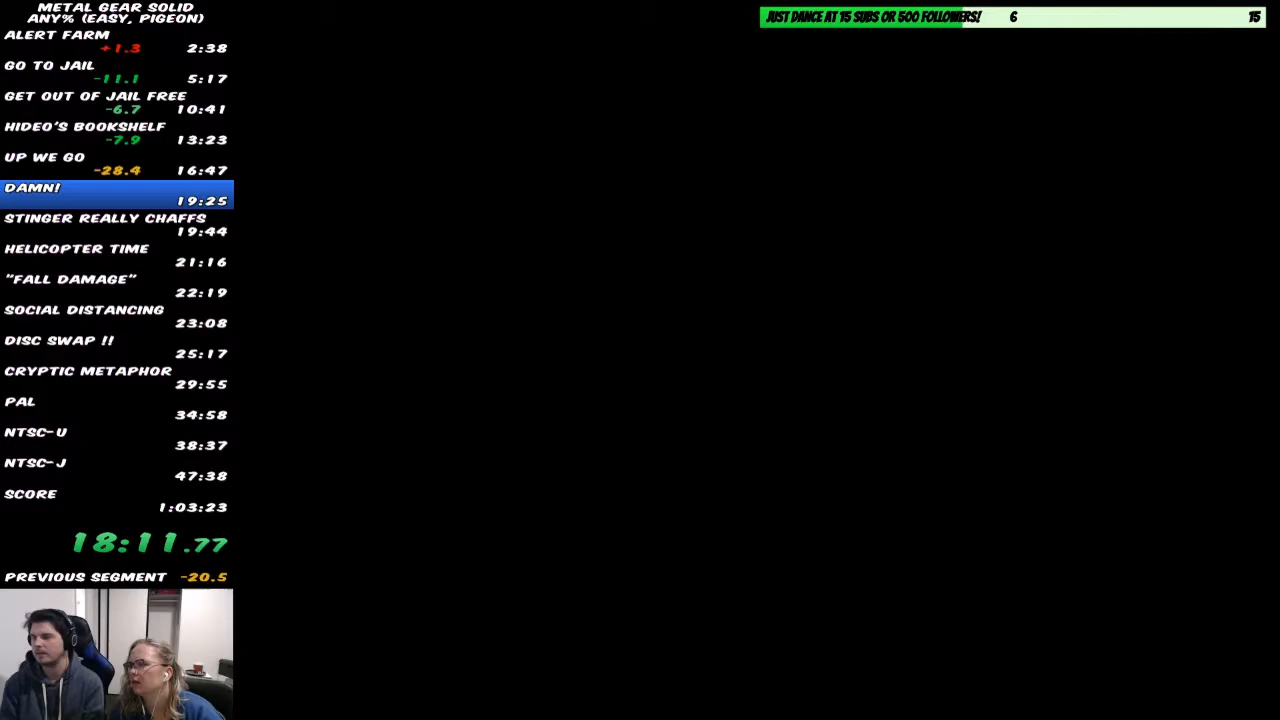 METAL GEAR SOLID
ANY% (EASY, PIGEON)
ALERT FARM
+1.3 2:38
GO TO JAIL
-11.1 5:17
GET OUT OF JAIL FREE
-6.7 10:41
HIDEO'S BOOKSHELF
-7.9 13:23
UP WE GO
-28.4 16:47
DAMN!
19:25
STINGER REALLY CHAFFS
19:44
HELICOPTER TIME
21:16
"FALL DAMAGE"
22:19
SOCIAL DISTANCING
23:08
DISC SWAP !!
25:17
CRYPTIC METAPHOR
29:55
PAL
34:58
NTSC-U
38:37
NTSC-J
47:38
SCORE
1:03:23
18:11.77
PREVIOUS SEGMENT -20.5
JUST DANCE AT 15 SUBS OR 500 FOLLOWERS! 6 15